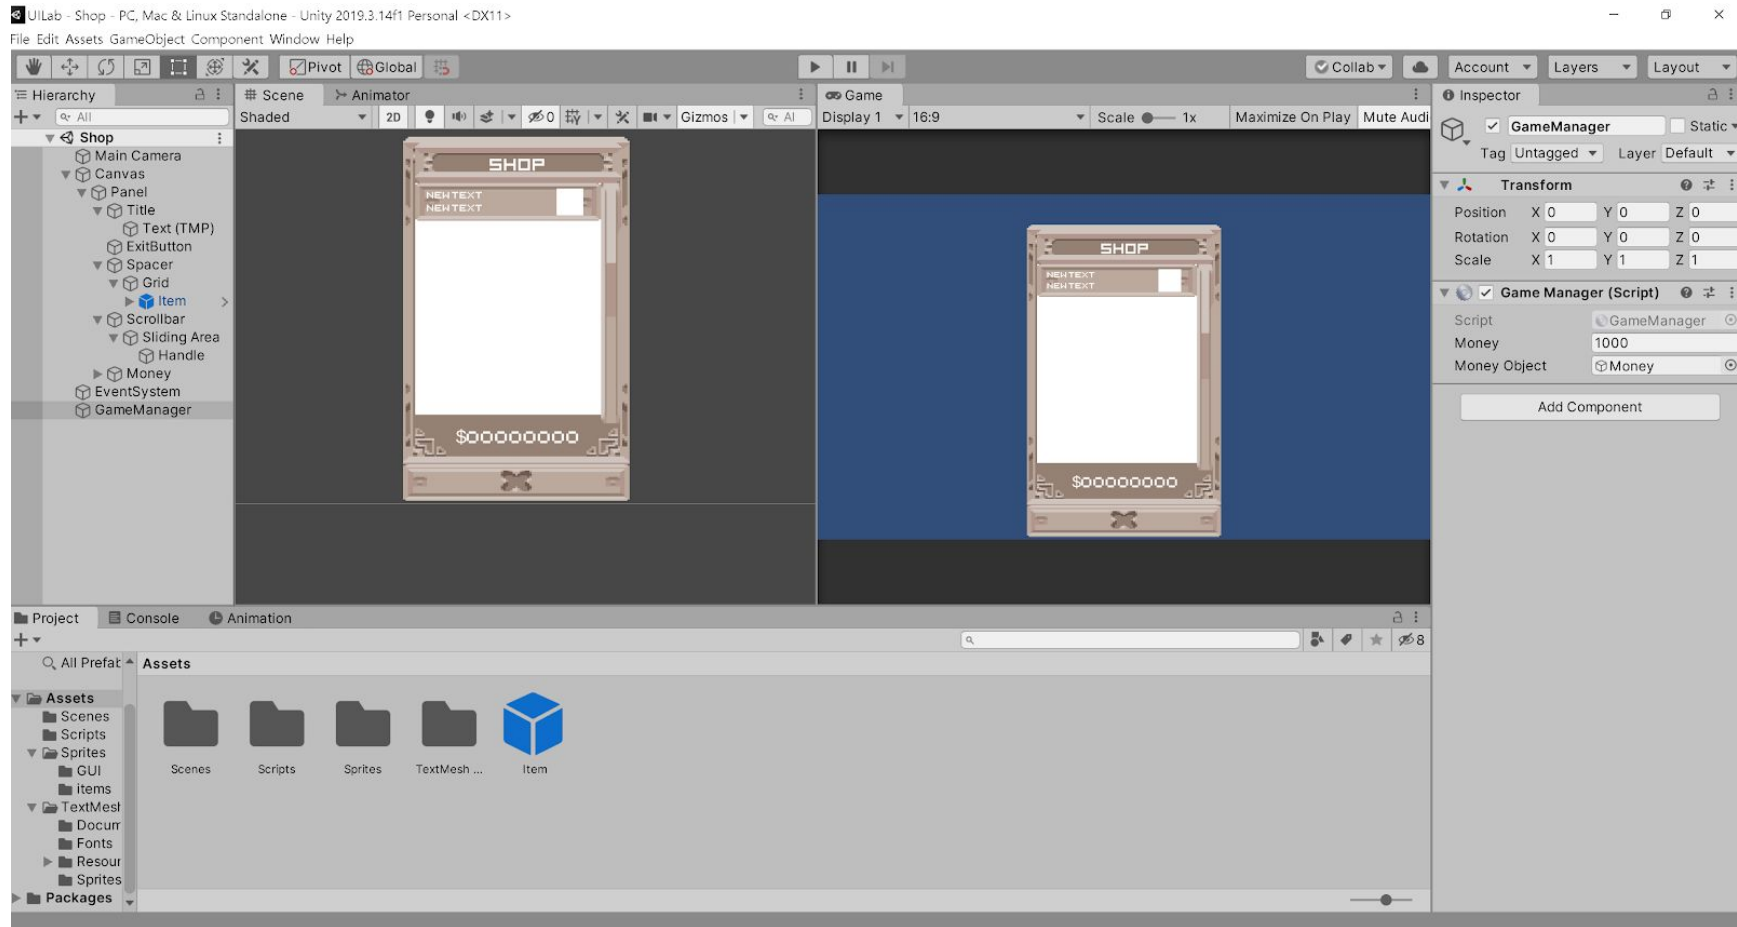 UILab - Shop - PC, Mac & Linux Standalone - Unity 2019.3.14f1 Personal <DX11>
File Edit Assets GameObject Component Window Help
Pivot Global Collab Account Layers Layout
Hierarchy
All
Shop
Main Camera
Canvas
Panel
Title
Text (TMP)
ExitButton
Spacer
Grid
Item
Scrollbar
Sliding Area
Handle
Money
EventSystem
GameManager
Scene Animator
Shaded 2D 0 Gizmos Al
SHOP
NEW TEXT
NEW TEXT
$00000000
Game
Display 1 16:9 Scale 1x Maximize On Play Mute Audi
SHOP
NEW TEXT
NEW TEXT
$00000000
Inspector
GameManager Static
Tag Untagged Layer Default
Transform
Position X 0 Y 0 Z 0
Rotation X 0 Y 0 Z 0
Scale X 1 Y 1 Z 1
Game Manager (Script)
Script GameManager
Money 1000
Money Object Money
Add Component
Project Console Animation
8
All Prefat
Assets
Scenes
Scripts
Sprites
GUI
items
TextMesh
Docum
Fonts
Resour
Sprites
Packages
Assets
Scenes Scripts Sprites TextMesh ... Item